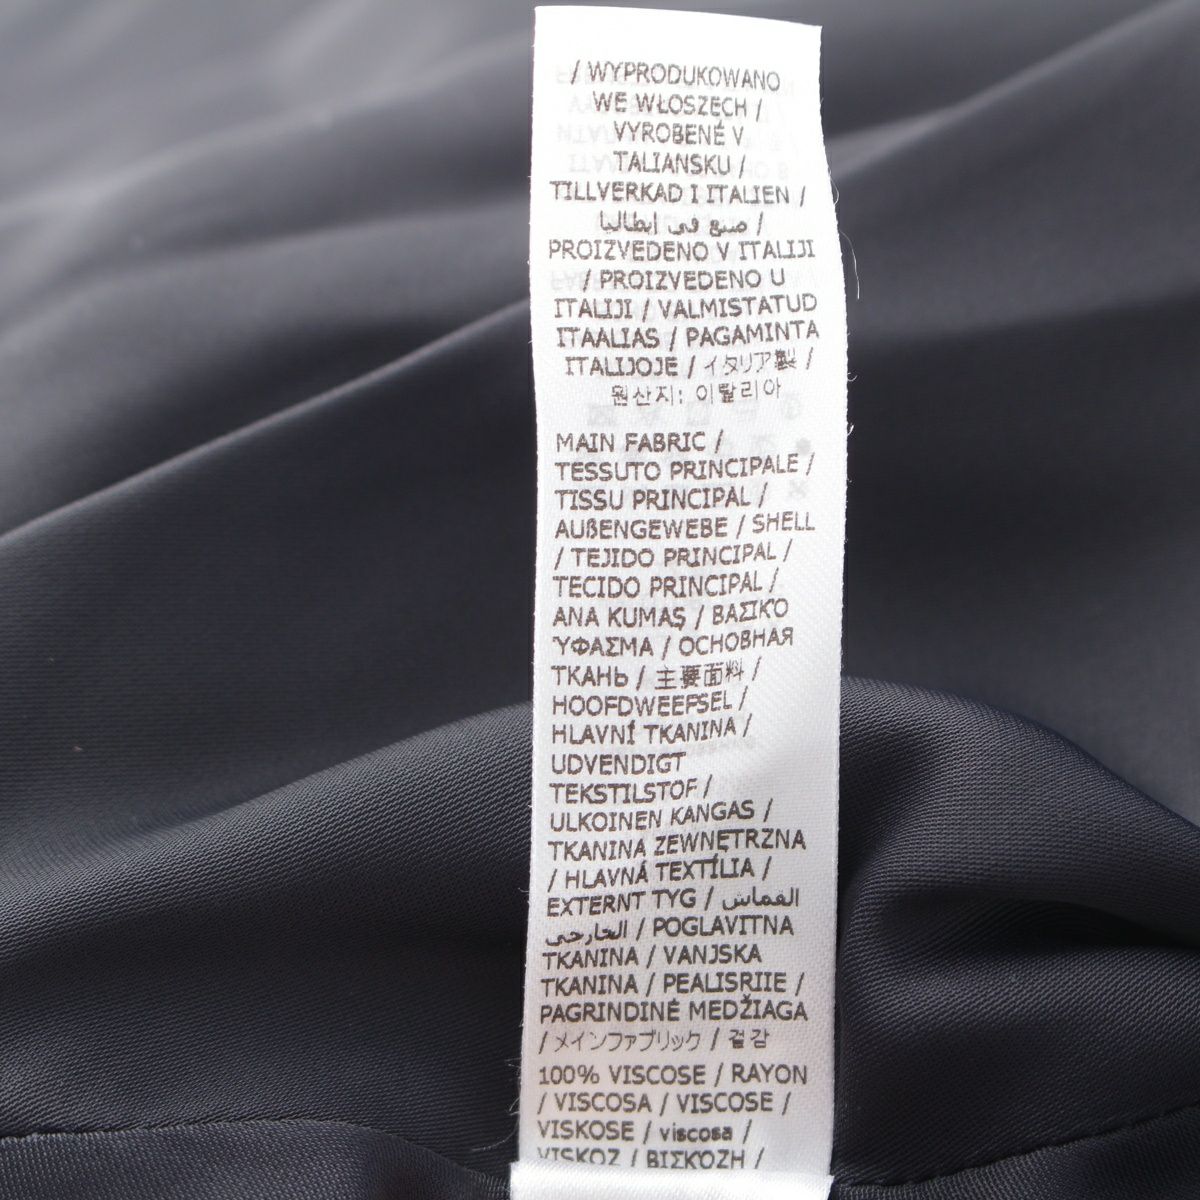 / WYPRODUKOWANO
WE WŁOSZECH /
VYROBENÉ V
TALIANSKU /
TILLVERKAD I ITALIEN /
صنع في إيطاليا /
PROIZVEDENO V ITALIJI
/ PROIZVEDENO U
ITALIJI / VALMISTATUD
ITAALIAS / PAGAMINTA
ITALIJOJE / イタリア製 /
원산지: 이탈리아
MAIN FABRIC /
TESSUTO PRINCIPALE /
TISSU PRINCIPAL /
AUßENGEWEBE / SHELL
/ TEJIDO PRINCIPAL /
TECIDO PRINCIPAL /
ANA KUMAŞ / ΒΑΣΙΚΌ
ΎΦΑΣΜΑ / ОСНОВНАЯ
ТКАНЬ / 主要面料 /
HOOFDWEEFSEL /
HLAVNÍ TKANINA /
UDVENDIGT
TEKSTILSTOF /
ULKOINEN KANGAS /
TKANINA ZEWNĘTRZNA
/ HLAVNÁ TEXTÍLIA /
EXTERNT TYG / القماش
الخارجي / POGLAVITNA
TKANINA / VANJSKA
TKANINA / PEALISRIIE /
PAGRINDINĖ MEDŽIAGA
/ メインファブリック / 겉감
100% VISCOSE / RAYON
/ VISCOSA / VISCOSE /
VISKOSE / viscosa /
VISKOZ / ΒΙΣΚΌΖΗ /